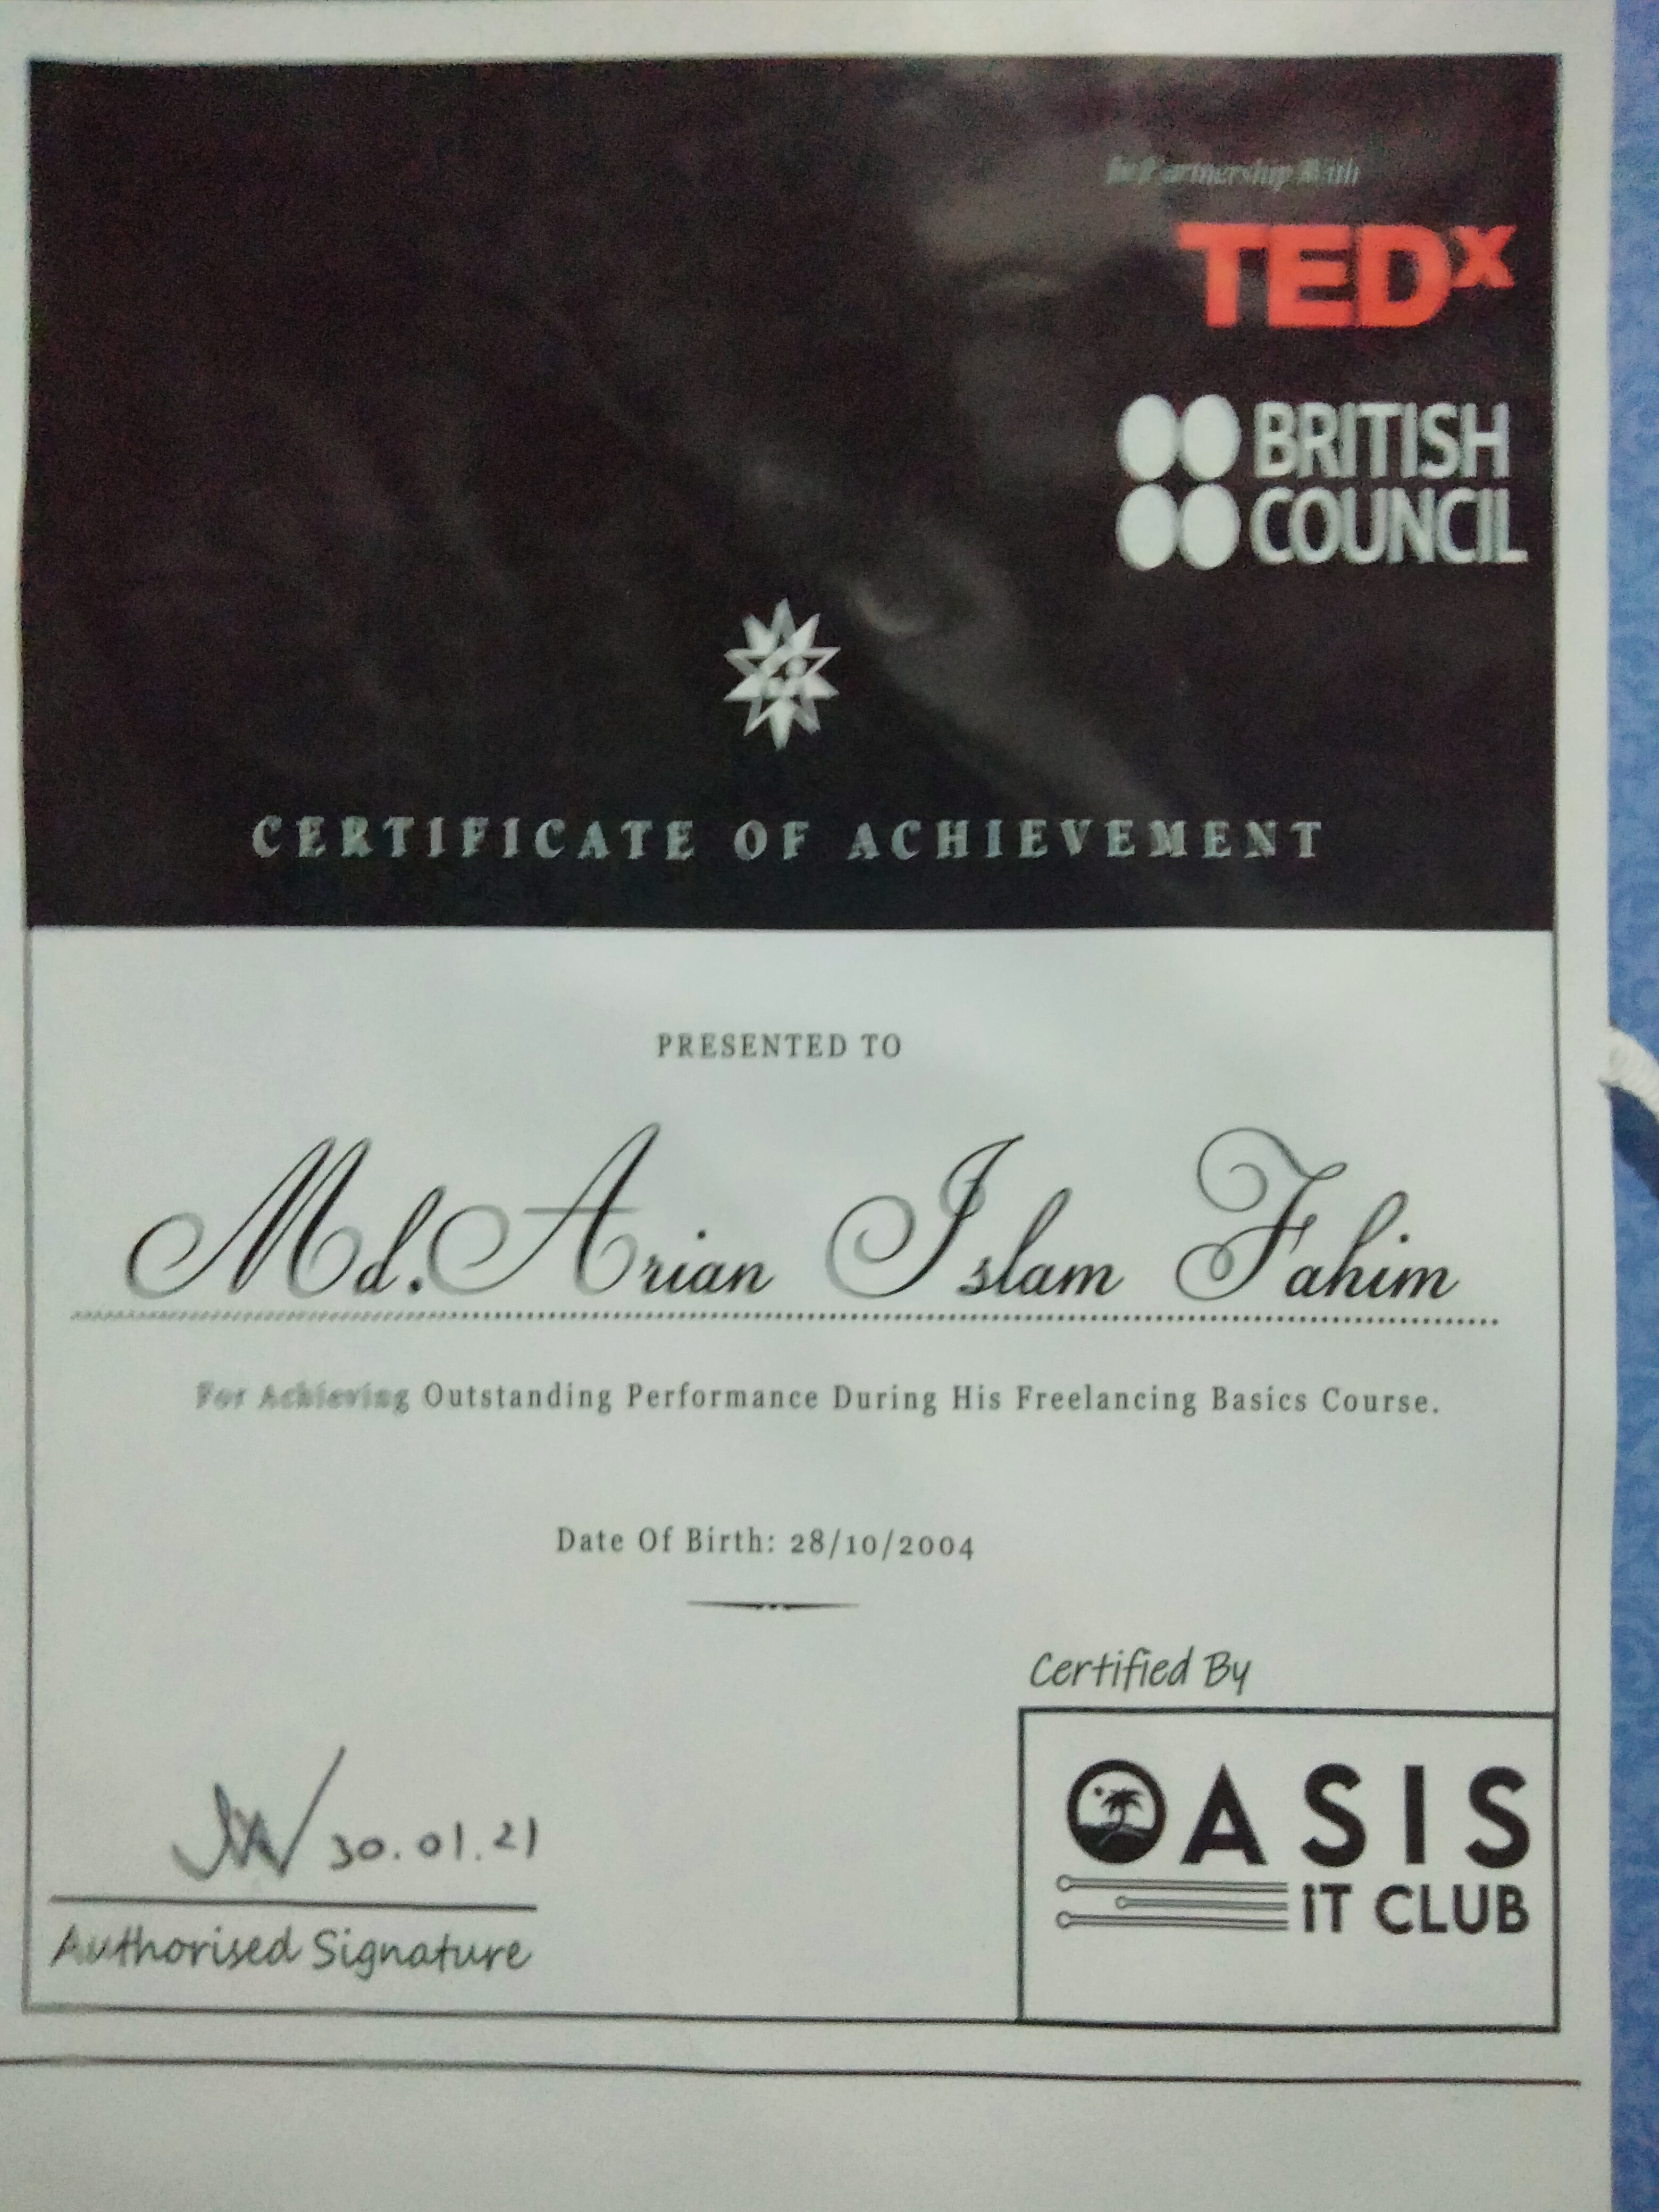 In Partnership With
TEDx
BRITISH
COUNCIL
CERTIFICATE OF ACHIEVEMENT
PRESENTED TO
Md.Arian Islam Fahim
For Achieving Outstanding Performance During His Freelancing Basics Course.
Date Of Birth: 28/10/2004
Certified By
OASIS
iT CLUB
30.01.21
Authorised Signature